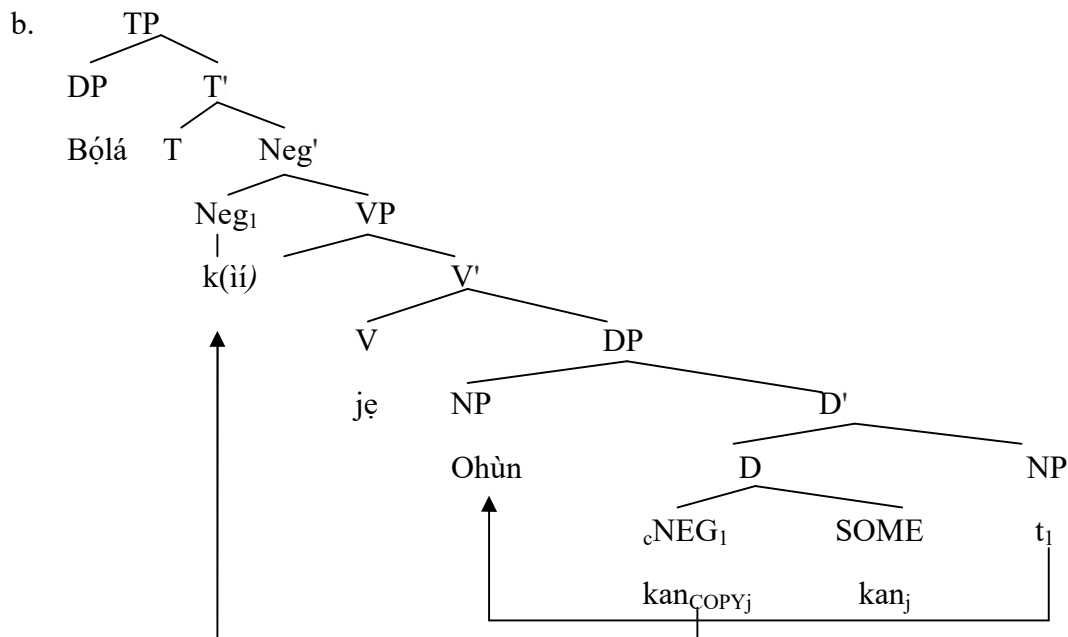 b. TP
DP T'
Bọ́lá T Neg'
Neg₁ VP
k(ìí) V'
V DP
jẹ NP D'
Ohùn D NP
cNEG₁ SOME t₁
kanCOPYj kanj